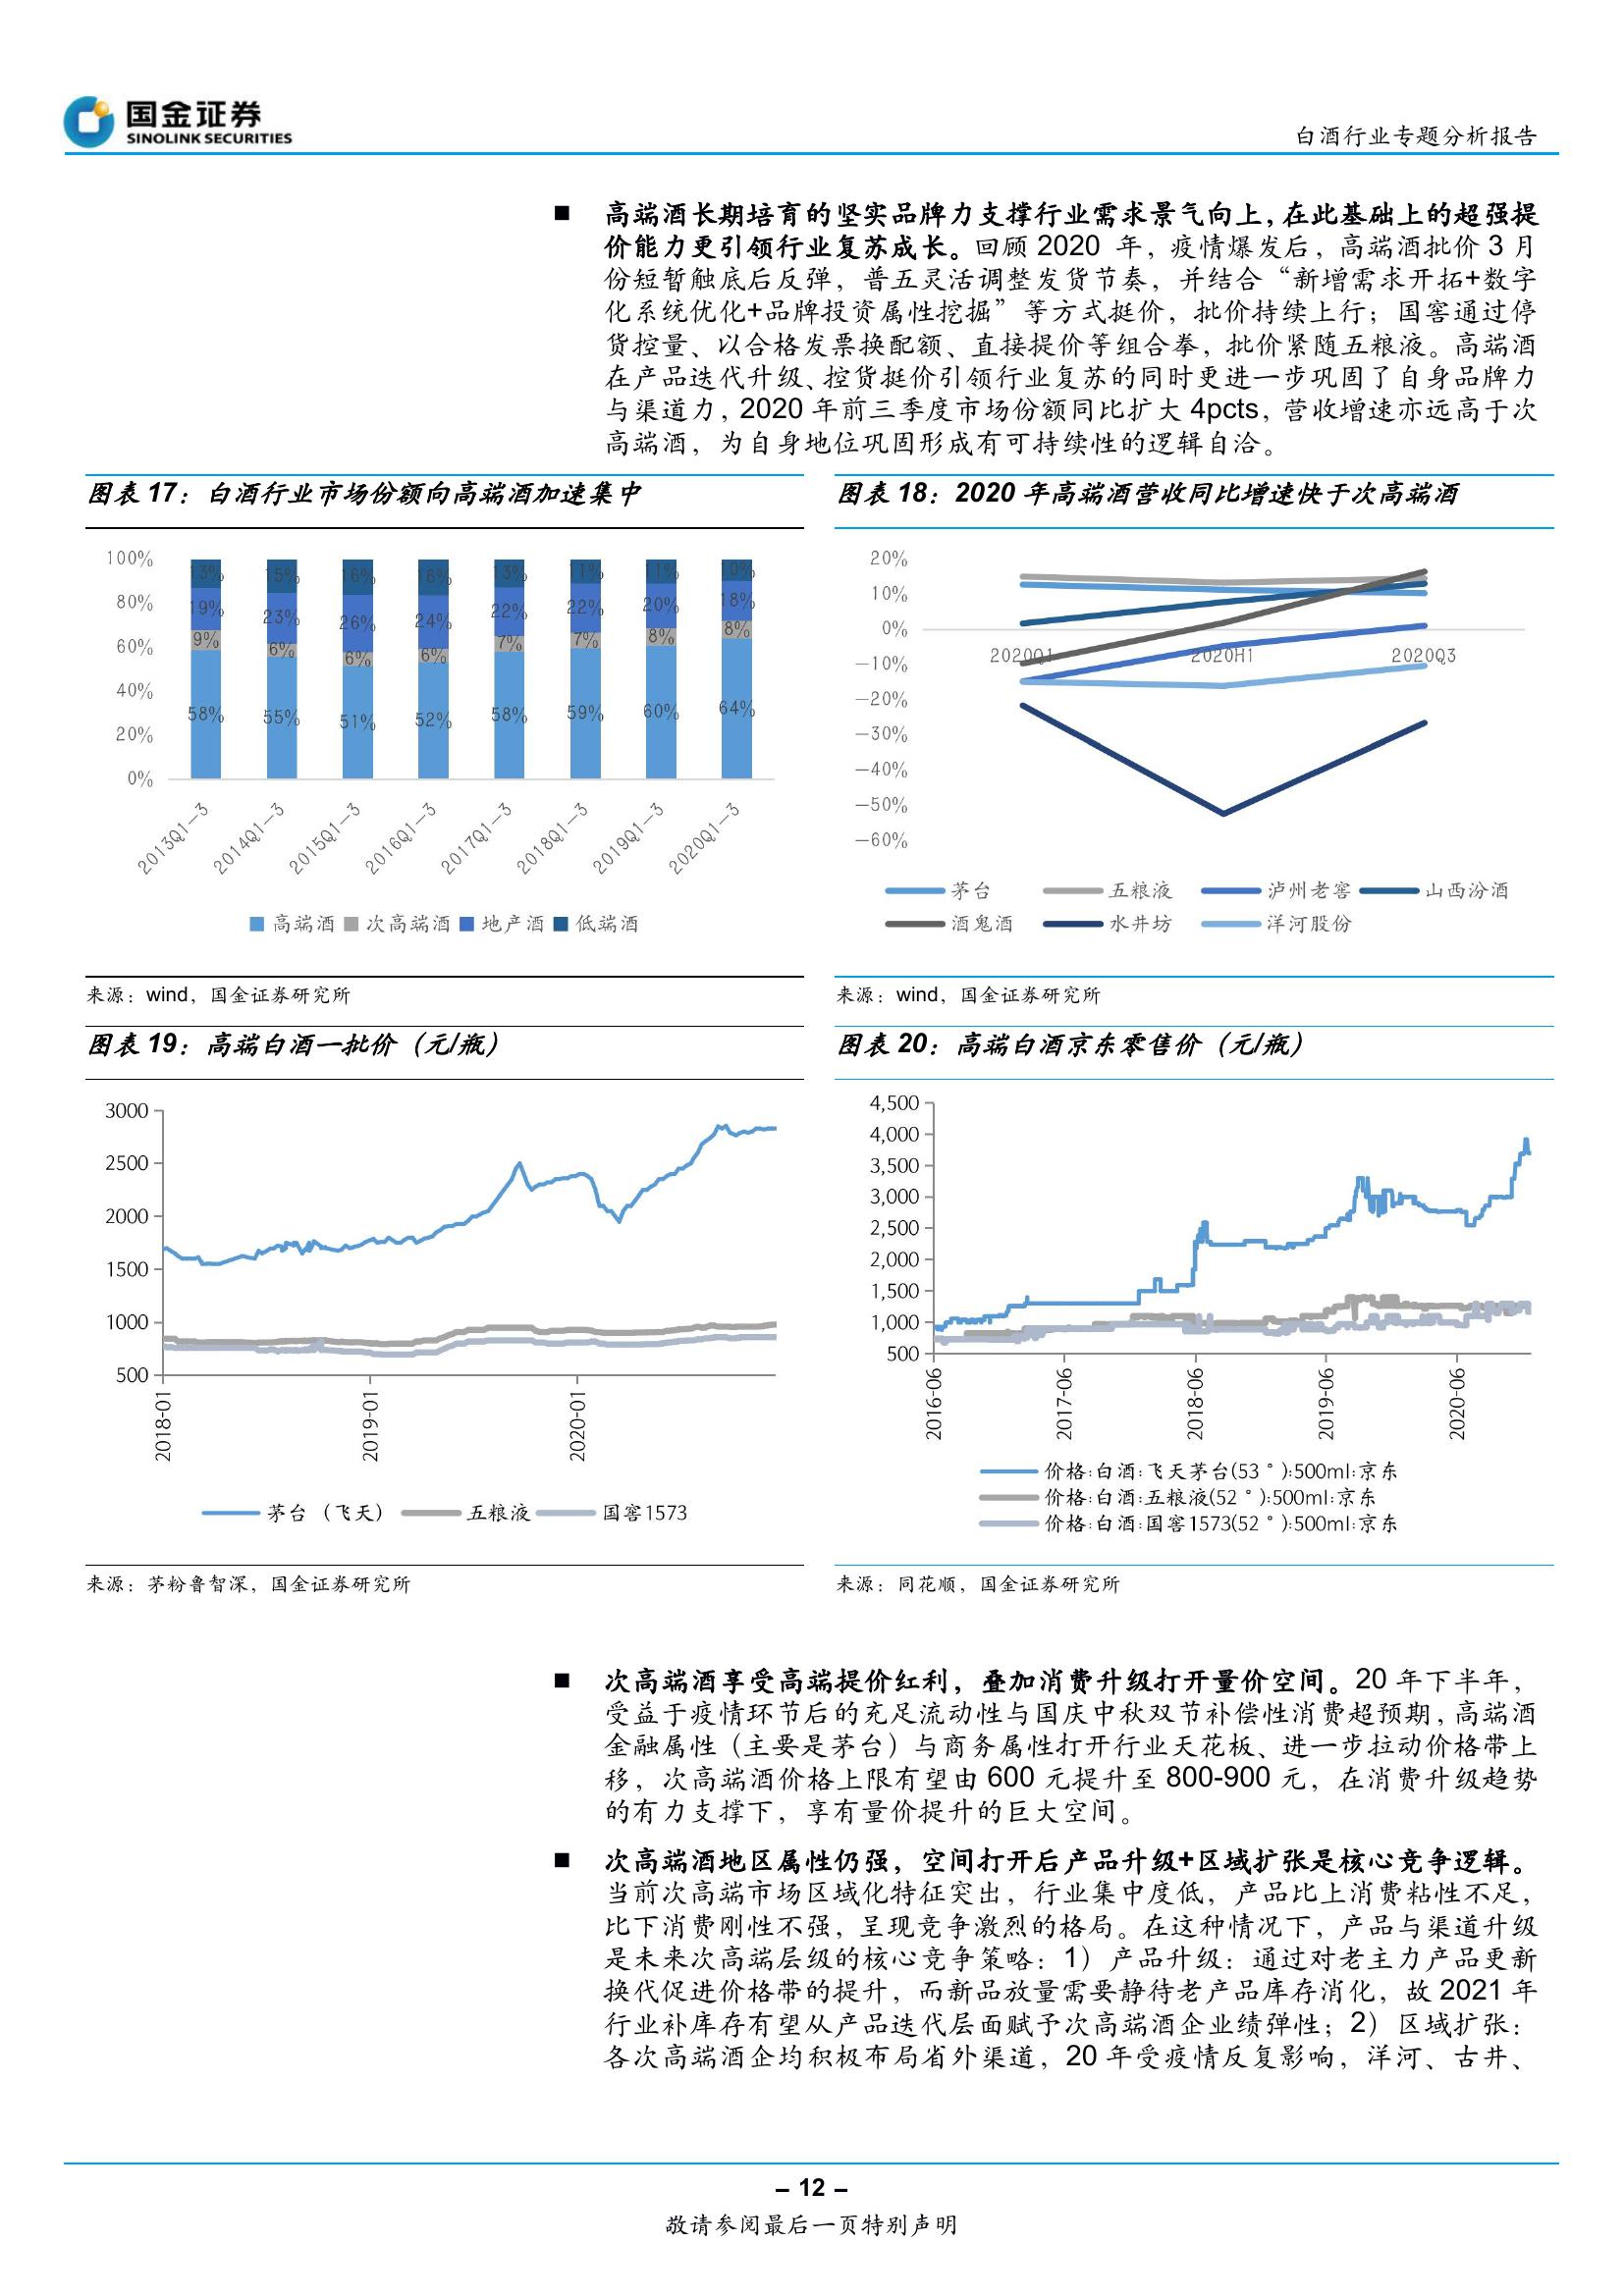 国金证券
SINOLINK SECURITIES
白酒行业专题分析报告
■ 高端酒长期培育的坚实品牌力支撑行业需求景气向上，在此基础上的超强提
价能力更引领行业复苏成长。回顾 2020 年，疫情爆发后，高端酒批价 3 月
份短暂触底后反弹，普五灵活调整发货节奏，并结合“新增需求开拓+数字
化系统优化+品牌投资属性挖掘”等方式挺价，批价持续上行；国窖通过停
货控量、以合格发票换配额、直接提价等组合拳，批价紧随五粮液。高端酒
在产品迭代升级、控货挺价引领行业复苏的同时更进一步巩固了自身品牌力
与渠道力，2020 年前三季度市场份额同比扩大 4pcts，营收增速亦远高于次
高端酒，为自身地位巩固形成有可持续性的逻辑自洽。
图表 17：白酒行业市场份额向高端酒加速集中
100%
80%
60%
40%
20%
0%
13% 15% 16% 16% 13% 11% 11% 10%
19% 23% 26% 24% 22% 22% 20% 18%
9% 6% 6% 6% 7% 7% 8% 8%
58% 55% 51% 52% 58% 59% 60% 64%
2013Q1-3 2014Q1-3 2015Q1-3 2016Q1-3 2017Q1-3 2018Q1-3 2019Q1-3 2020Q1-3
高端酒 次高端酒 地产酒 低端酒
来源：wind，国金证券研究所
图表 18：2020 年高端酒营收同比增速快于次高端酒
20%
10%
0%
-10%
-20%
-30%
-40%
-50%
-60%
2020Q1 2020H1 2020Q3
茅台 五粮液 泸州老窖 山西汾酒
酒鬼酒 水井坊 洋河股份
来源：wind，国金证券研究所
图表 19：高端白酒一批价（元/瓶）
3000
2500
2000
1500
1000
500
2018-01 2019-01 2020-01
茅台（飞天） 五粮液 国窖1573
来源：茅粉鲁智深，国金证券研究所
图表 20：高端白酒京东零售价（元/瓶）
4,500
4,000
3,500
3,000
2,500
2,000
1,500
1,000
500
2016-06 2017-06 2018-06 2019-06 2020-06
价格:白酒:飞天茅台(53°):500ml:京东
价格:白酒:五粮液(52°):500ml:京东
价格:白酒:国窖1573(52°):500ml:京东
来源：同花顺，国金证券研究所
■ 次高端酒享受高端提价红利，叠加消费升级打开量价空间。20 年下半年，
受益于疫情环节后的充足流动性与国庆中秋双节补偿性消费超预期，高端酒
金融属性（主要是茅台）与商务属性打开行业天花板、进一步拉动价格带上
移，次高端酒价格上限有望由 600 元提升至 800-900 元，在消费升级趋势
的有力支撑下，享有量价提升的巨大空间。
■ 次高端酒地区属性仍强，空间打开后产品升级+区域扩张是核心竞争逻辑。
当前次高端市场区域化特征突出，行业集中度低，产品比上消费粘性不足，
比下消费刚性不强，呈现竞争激烈的格局。在这种情况下，产品与渠道升级
是未来次高端层级的核心竞争策略：1）产品升级：通过对老主力产品更新
换代促进价格带的提升，而新品放量需要静待老产品库存消化，故 2021 年
行业补库存有望从产品迭代层面赋予次高端酒企业绩弹性；2）区域扩张：
各次高端酒企均积极布局省外渠道，20 年受疫情反复影响，洋河、古井、
- 12 -
敬请参阅最后一页特别声明